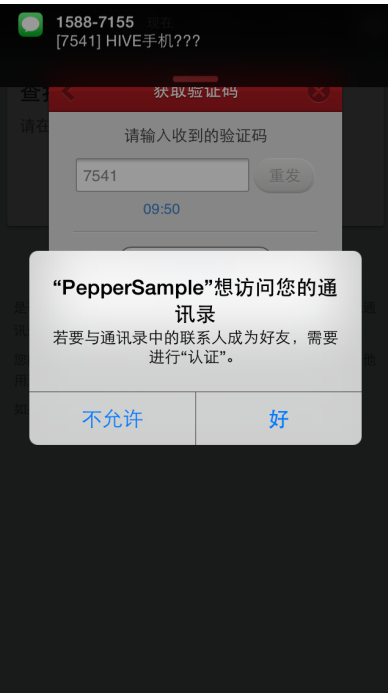 1588-7155 现在
[7541] HIVE手机???
获取验证码
请输入收到的验证码
7541
重发
09:50
“PepperSample”想访问您的通
讯录
若要与通讯录中的联系人成为好友，需要
进行“认证”。
不允许
好